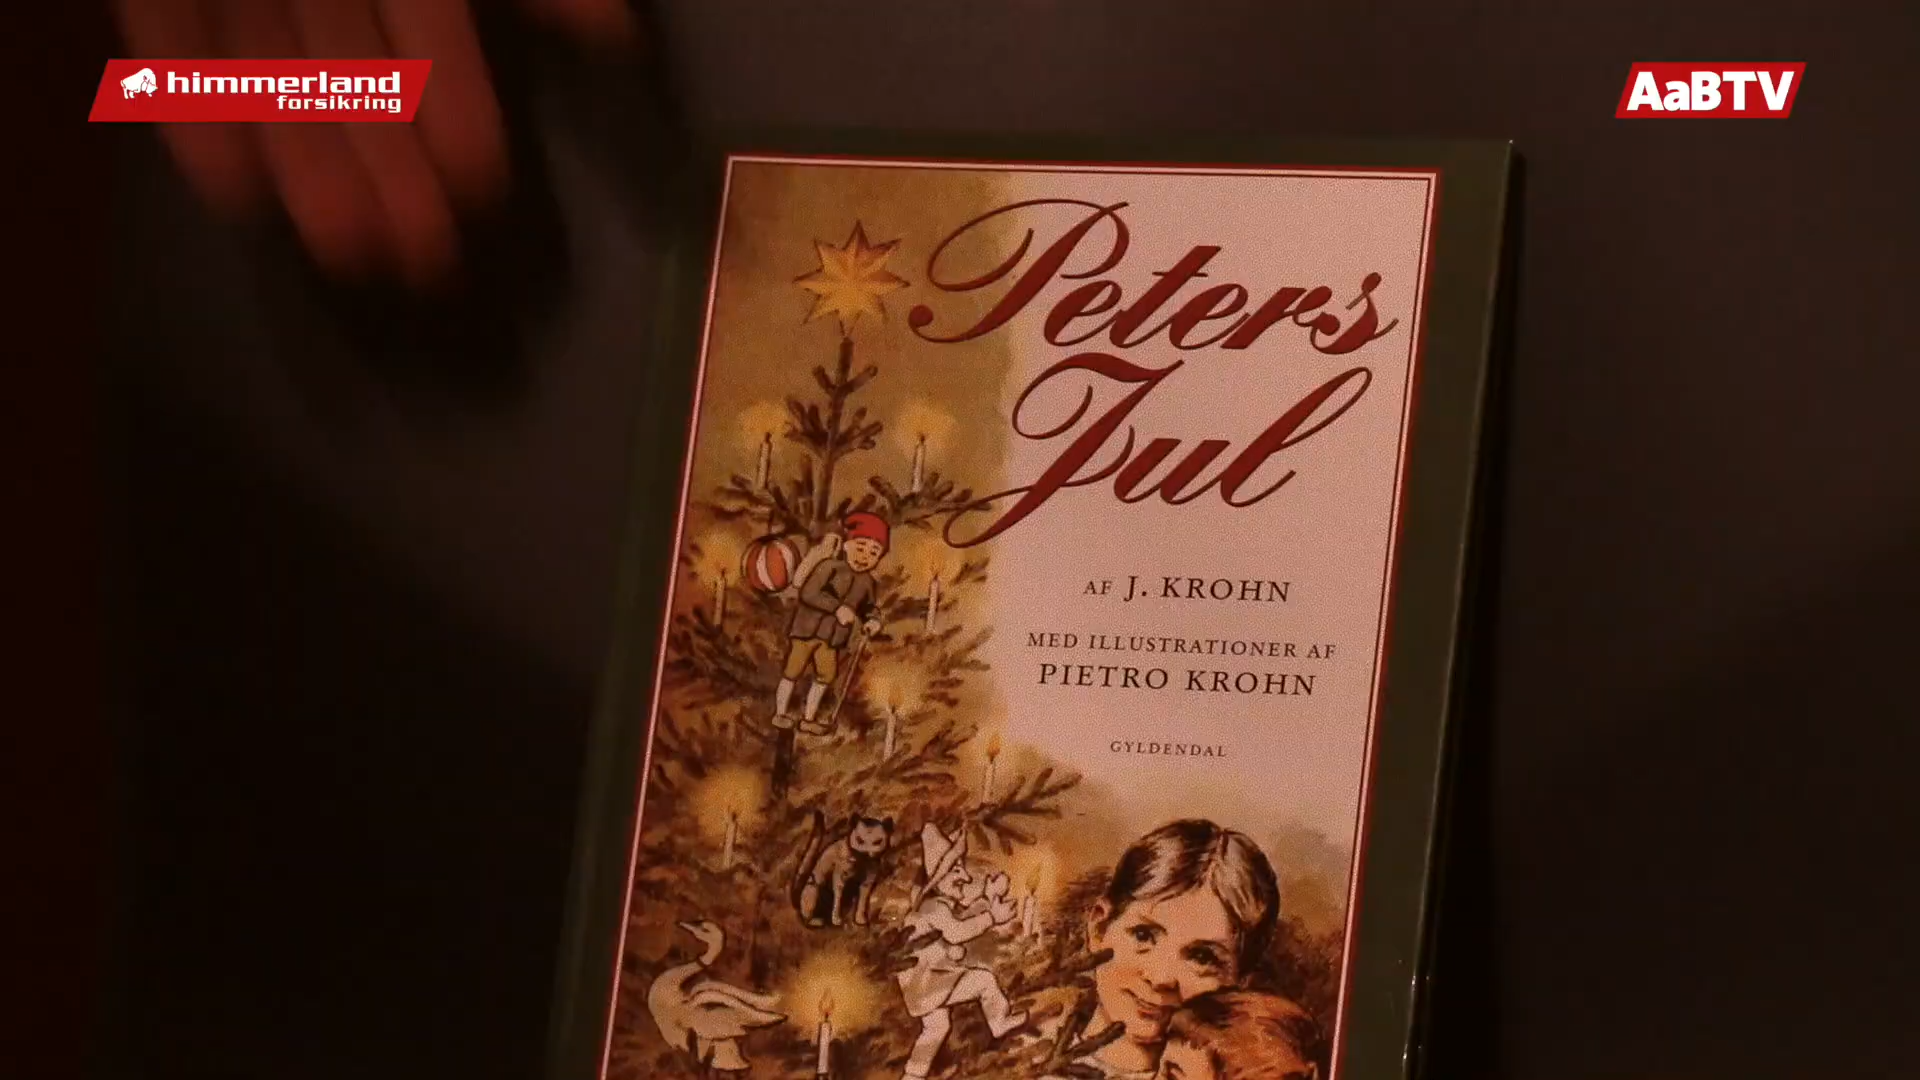 himmerland
forsikring
AaBTV
Peters
Jul
AF J. KROHN
MED ILLUSTRATIONER AF
PIETRO KROHN
GYLDENDAL